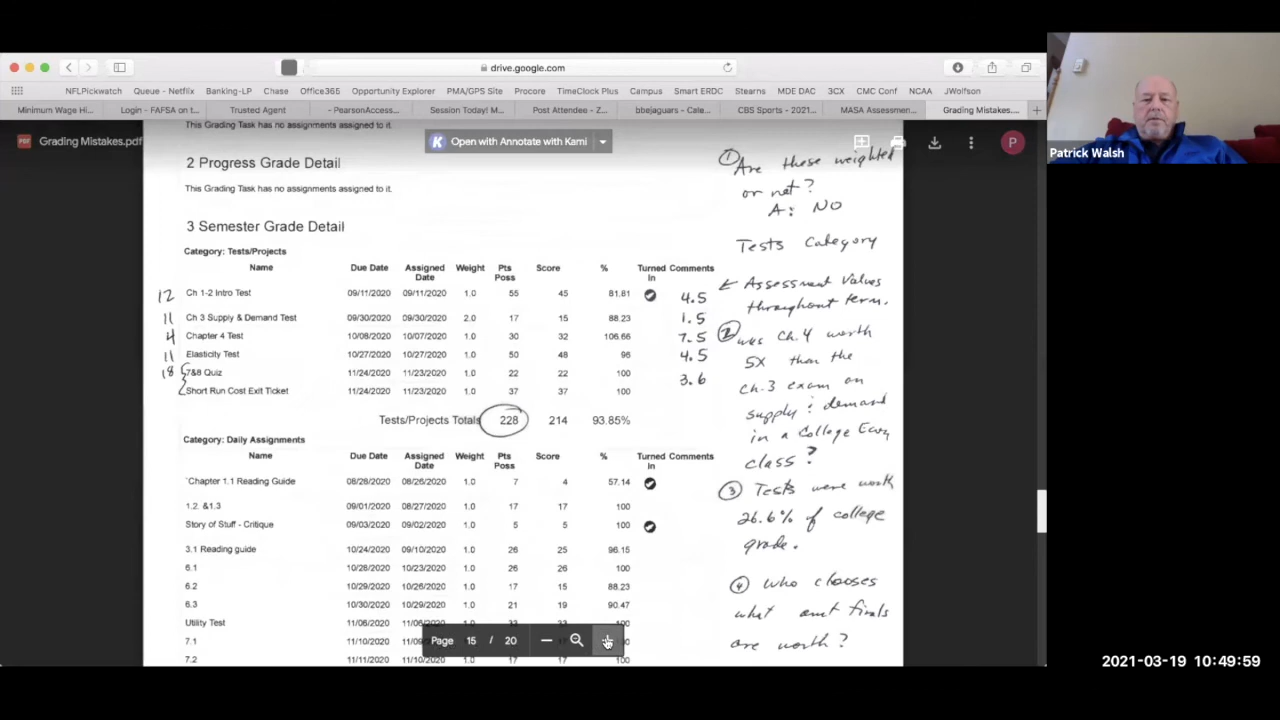 drive.google.com
NFLPickwatch Queue - Netflix Banking-LP Chase Office365 Opportunity Explorer PMA/GPS Site Procore TimeClock Plus Campus Smart ERDC Stearns MDE DAC 3CX CMC Conf NCAA JWolfson
Minimum Wage Hi... Login – FAFSA on t... Trusted Agent - PearsonAccess... Session Today! M... Post Attendee - Z... bbejaguars - Cale... CBS Sports - 2021... MASA Assessmen... Grading Mistakes....
This Grading Task has no assignments assigned to it.
PDF Grading Mistakes.pdf
K Open with Annotate with Kami
P
Patrick Walsh
2 Progress Grade Detail
This Grading Task has no assignments assigned to it.
3 Semester Grade Detail
Category: Tests/Projects
Name Due Date Assigned Date Weight Pts Poss Score % Turned In Comments
12 Ch 1-2 Intro Test 09/11/2020 09/11/2020 1.0 55 45 81.81 4.5
11 Ch 3 Supply & Demand Test 09/30/2020 09/30/2020 2.0 17 15 88.23 1.5
4 Chapter 4 Test 10/08/2020 10/07/2020 1.0 30 32 106.66 7.5
11 Elasticity Test 10/27/2020 10/27/2020 1.0 50 48 96 4.5
18 7&8 Quiz 11/24/2020 11/23/2020 1.0 22 22 100 3.6
Short Run Cost Exit Ticket 11/24/2020 11/23/2020 1.0 37 37 100
Tests/Projects Totals 228 214 93.85%
Category: Daily Assignments
Name Due Date Assigned Date Weight Pts Poss Score % Turned In Comments
`Chapter 1.1 Reading Guide 08/28/2020 08/26/2020 1.0 7 4 57.14
1.2. &1.3 09/01/2020 08/27/2020 1.0 17 17 100
Story of Stuff - Critique 09/03/2020 09/02/2020 1.0 5 5 100
3.1 Reading guide 10/24/2020 09/10/2020 1.0 26 25 96.15
6.1 10/28/2020 10/23/2020 1.0 26 26 100
6.2 10/29/2020 10/26/2020 1.0 17 15 88.23
6.3 10/30/2020 10/29/2020 1.0 21 19 90.47
Utility Test 11/06/2020 1.0 33 33 100
7.1 11/10/2020
7.2 11/11/2020 1.0 17 17 100
① Are these weighted
or not?
A: NO
Tests Category
← Assessment Values
throughout term.
② was Ch. 4 worth
5X than the
ch. 3 exam on
supply & demand
in a College Econ
class?
③ Tests were worth
26.6% of college
grade.
④ who chooses
what amt finals
are worth?
Page 15 / 20
2021-03-19 10:49:59